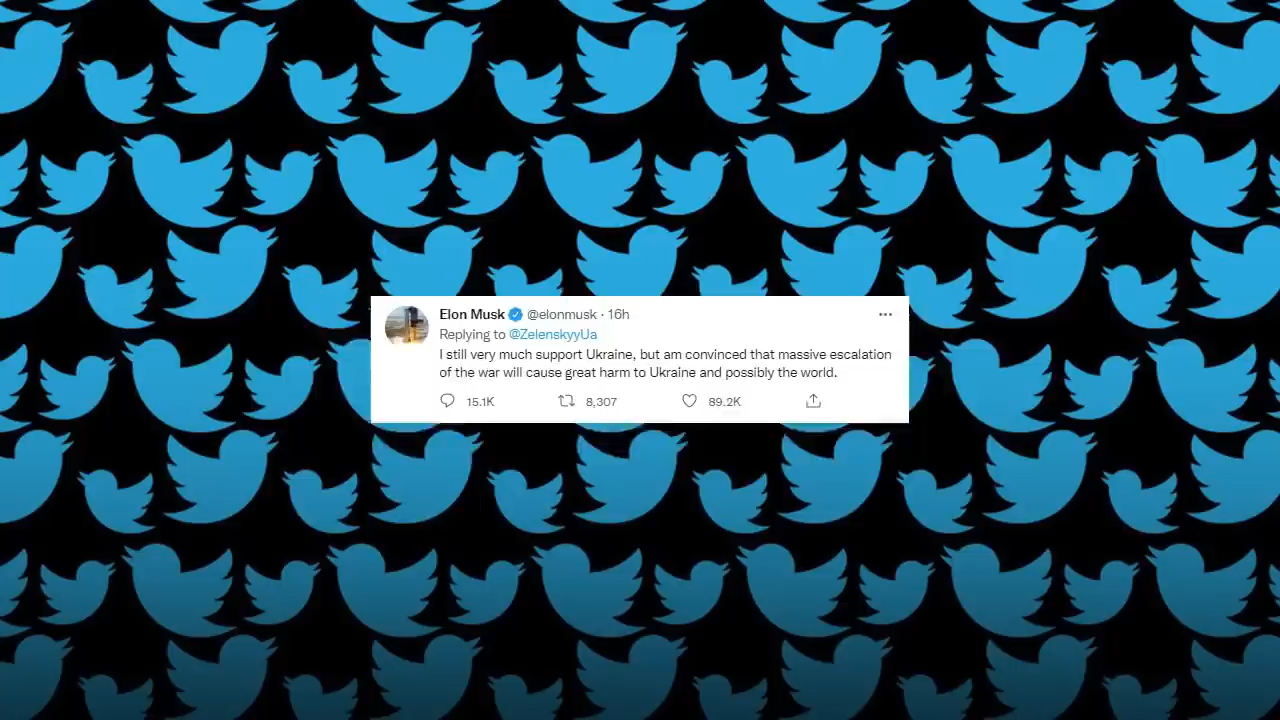 Elon Musk @elonmusk · 16h
Replying to @ZelenskyyUa
I still very much support Ukraine, but am convinced that massive escalation
of the war will cause great harm to Ukraine and possibly the world.
15.1K 8,307 89.2K